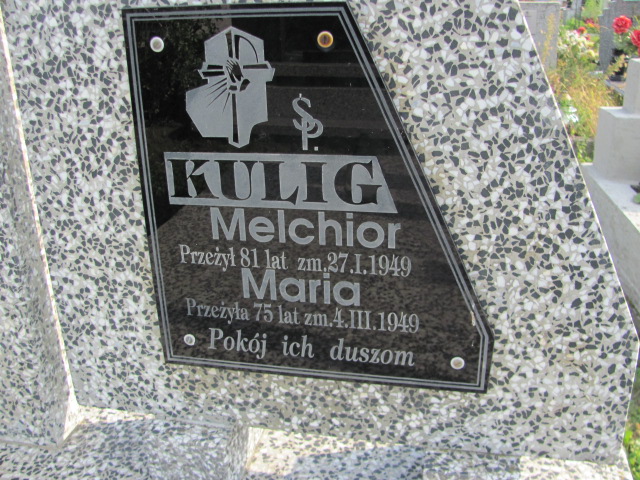 ŚP.
KULIG
Melchior
Przeżył 81 lat zm.27.I.1949
Maria
Przeżyła 75 lat zm.4.III.1949
Pokój ich duszom